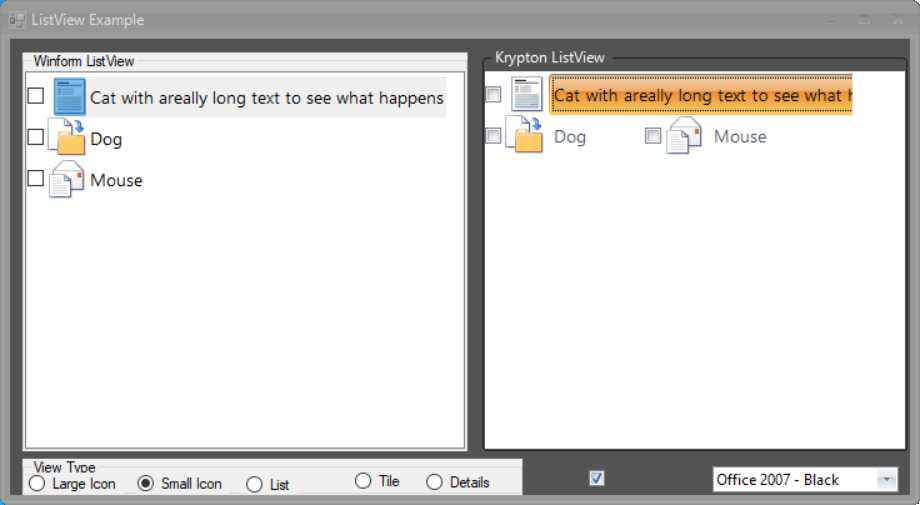 ListView Example
Winform ListView
Cat with areally long text to see what happens
Dog
Mouse
Krypton ListView
Cat with areally long text to see what h
Dog
Mouse
View Type
Large Icon
Small Icon
List
Tile
Details
Office 2007 - Black